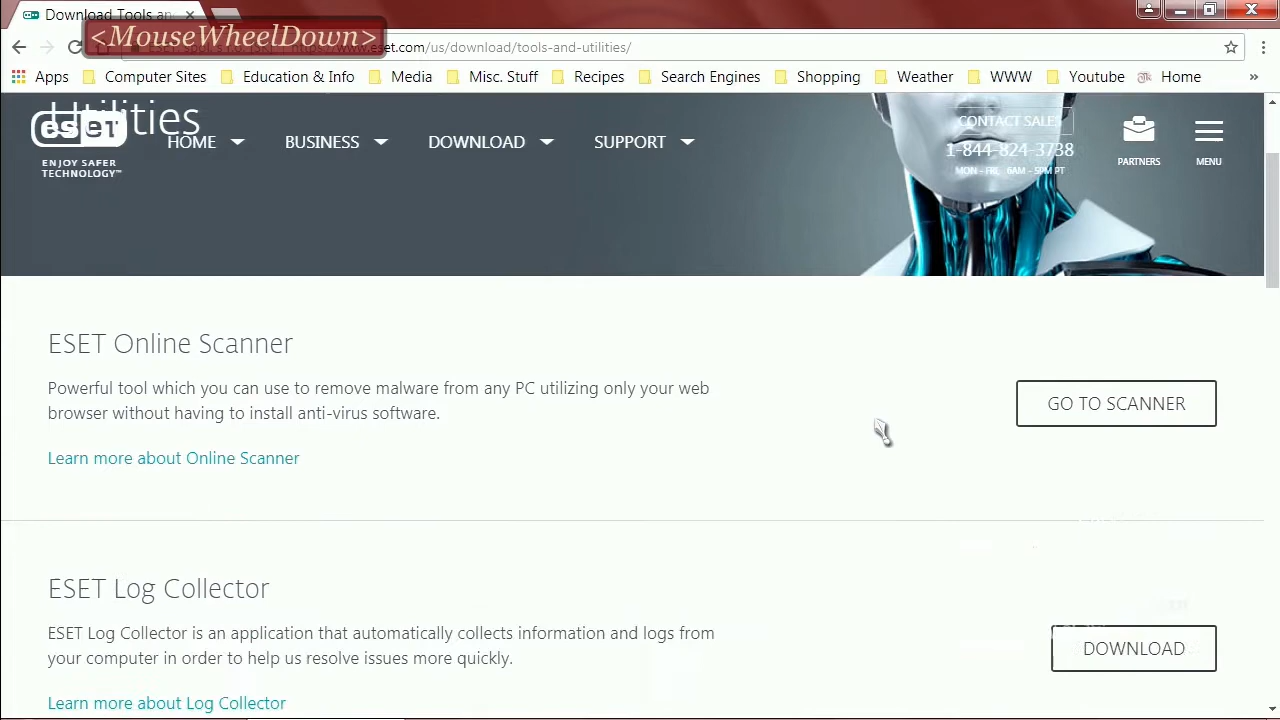 Download Tools an
<MouseWheelDown>
eset.com/us/download/tools-and-utilities/
Apps Computer Sites Education & Info Media Misc. Stuff Recipes Search Engines Shopping Weather WWW Youtube Home »
Utilities
eset
ENJOY SAFER
TECHNOLOGY™
HOME BUSINESS DOWNLOAD SUPPORT
CONTACT SALES
1-844-824-3738
MON - FRI 6AM - 5PM PT
PARTNERS
MENU
ESET Online Scanner
Powerful tool which you can use to remove malware from any PC utilizing only your web
browser without having to install anti-virus software.
GO TO SCANNER
Learn more about Online Scanner
ESET Log Collector
ESET Log Collector is an application that automatically collects information and logs from
your computer in order to help us resolve issues more quickly.
DOWNLOAD
Learn more about Log Collector